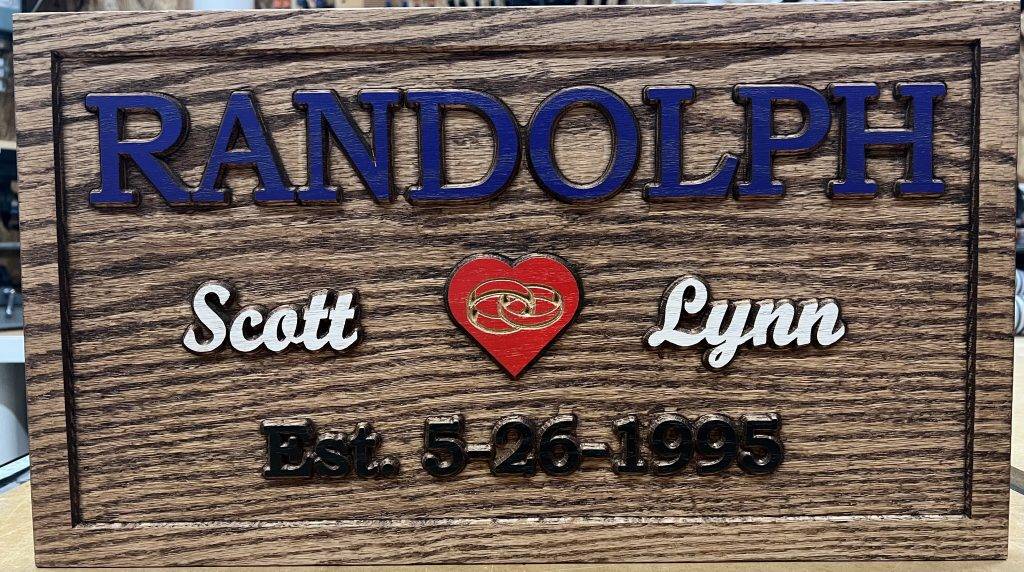 RANDOLPH
Scott Lynn
Est. 5-26-1995